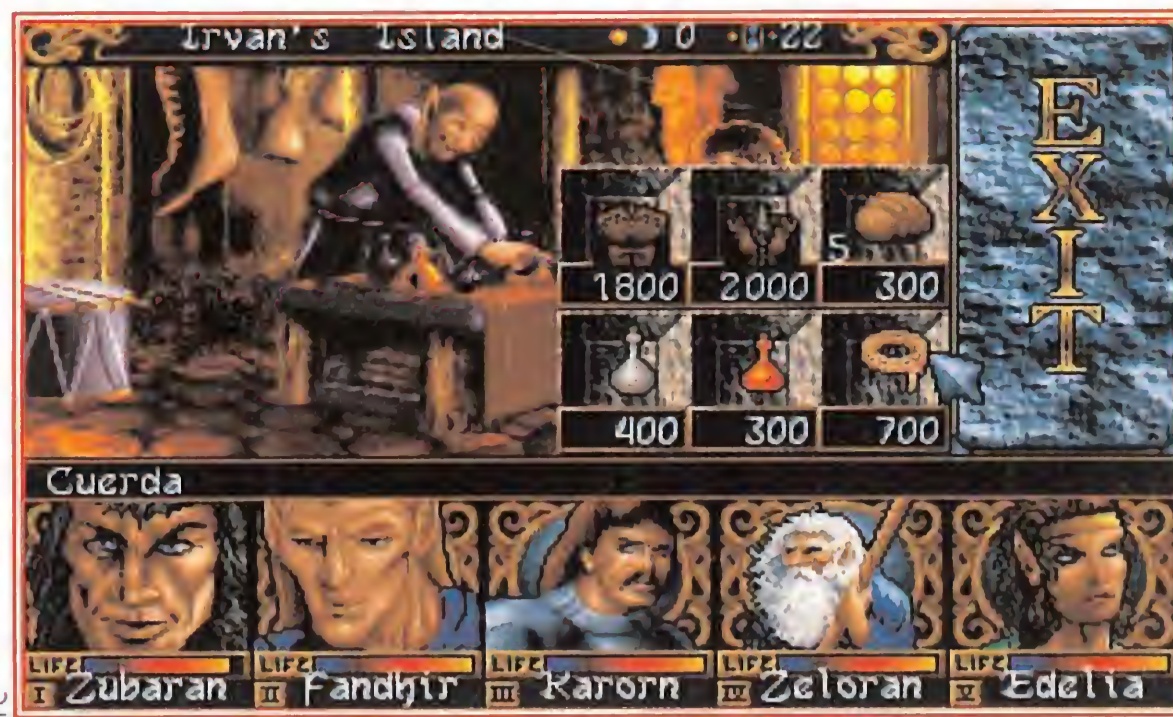 Irvan's Island 0 22
EXIT
5
1800 2000 300
400 300 700
Cuerda
LIFE LIFE LIFE LIFE LIFE
I Zubaran II Fandhir III Rarorn IV Zeloran V Edelia